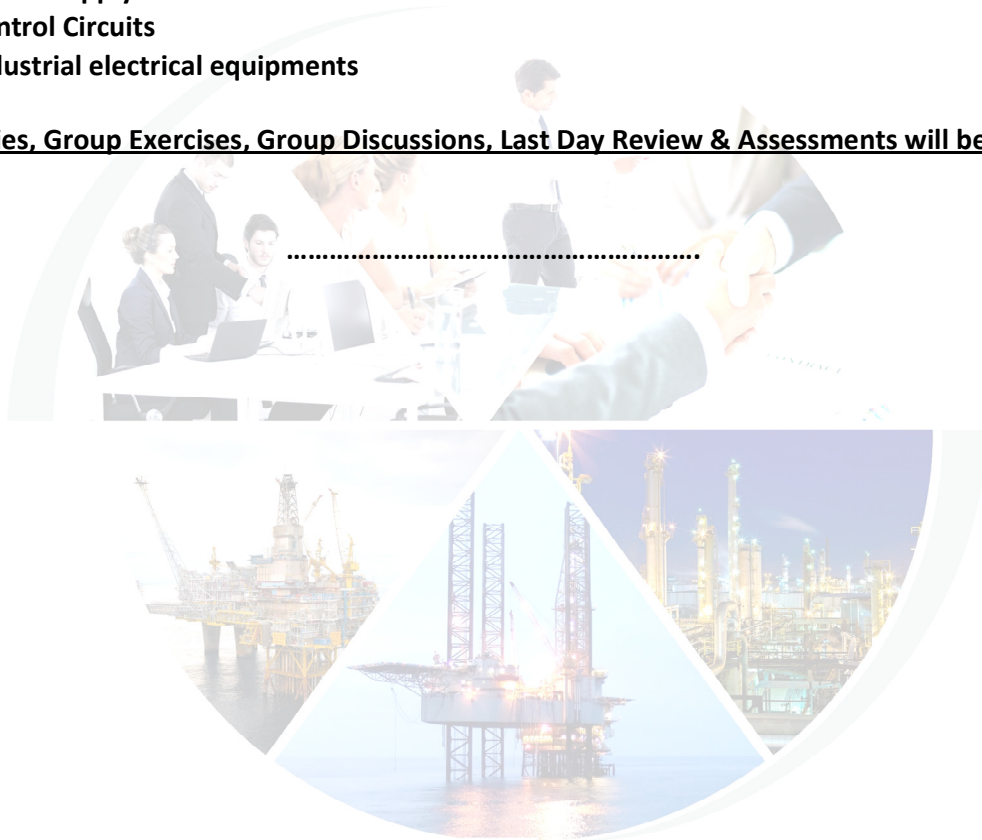 ntrol Circuits
dustrial electrical equipments
ies, Group Exercises, Group Discussions, Last Day Review & Assessments will be
……………………………………………….